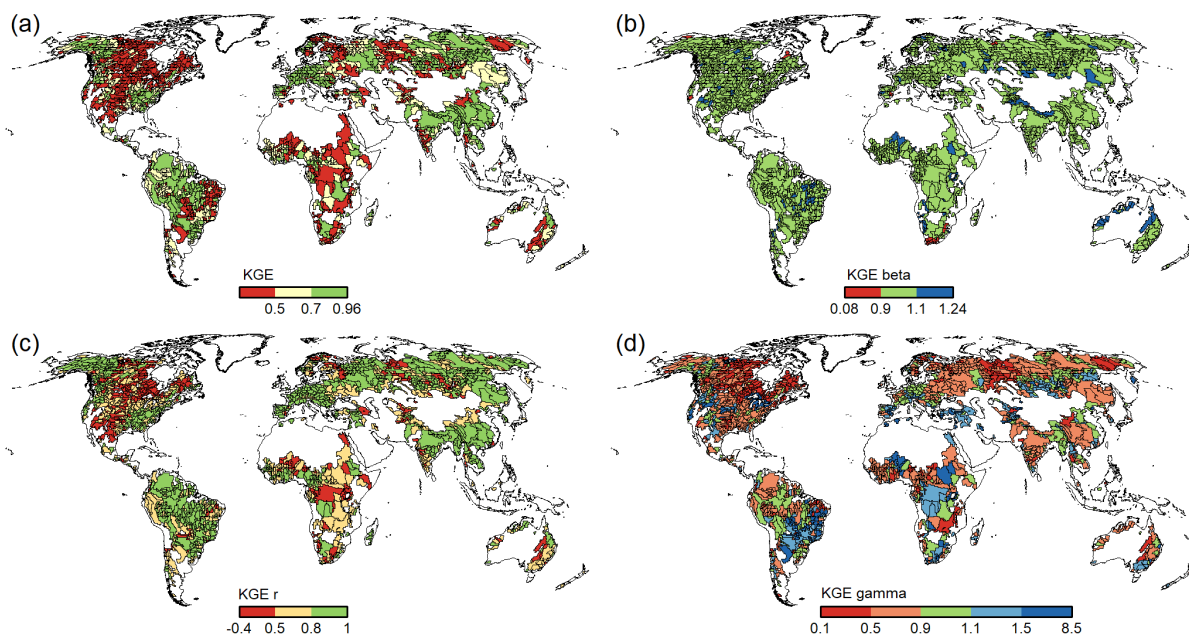 (a)
(b)
KGE
0.5 0.7 0.96
KGE beta
0.08 0.9 1.1 1.24
(c)
(d)
KGE r
-0.4 0.5 0.8 1
KGE gamma
0.1 0.5 0.9 1.1 1.5 8.5